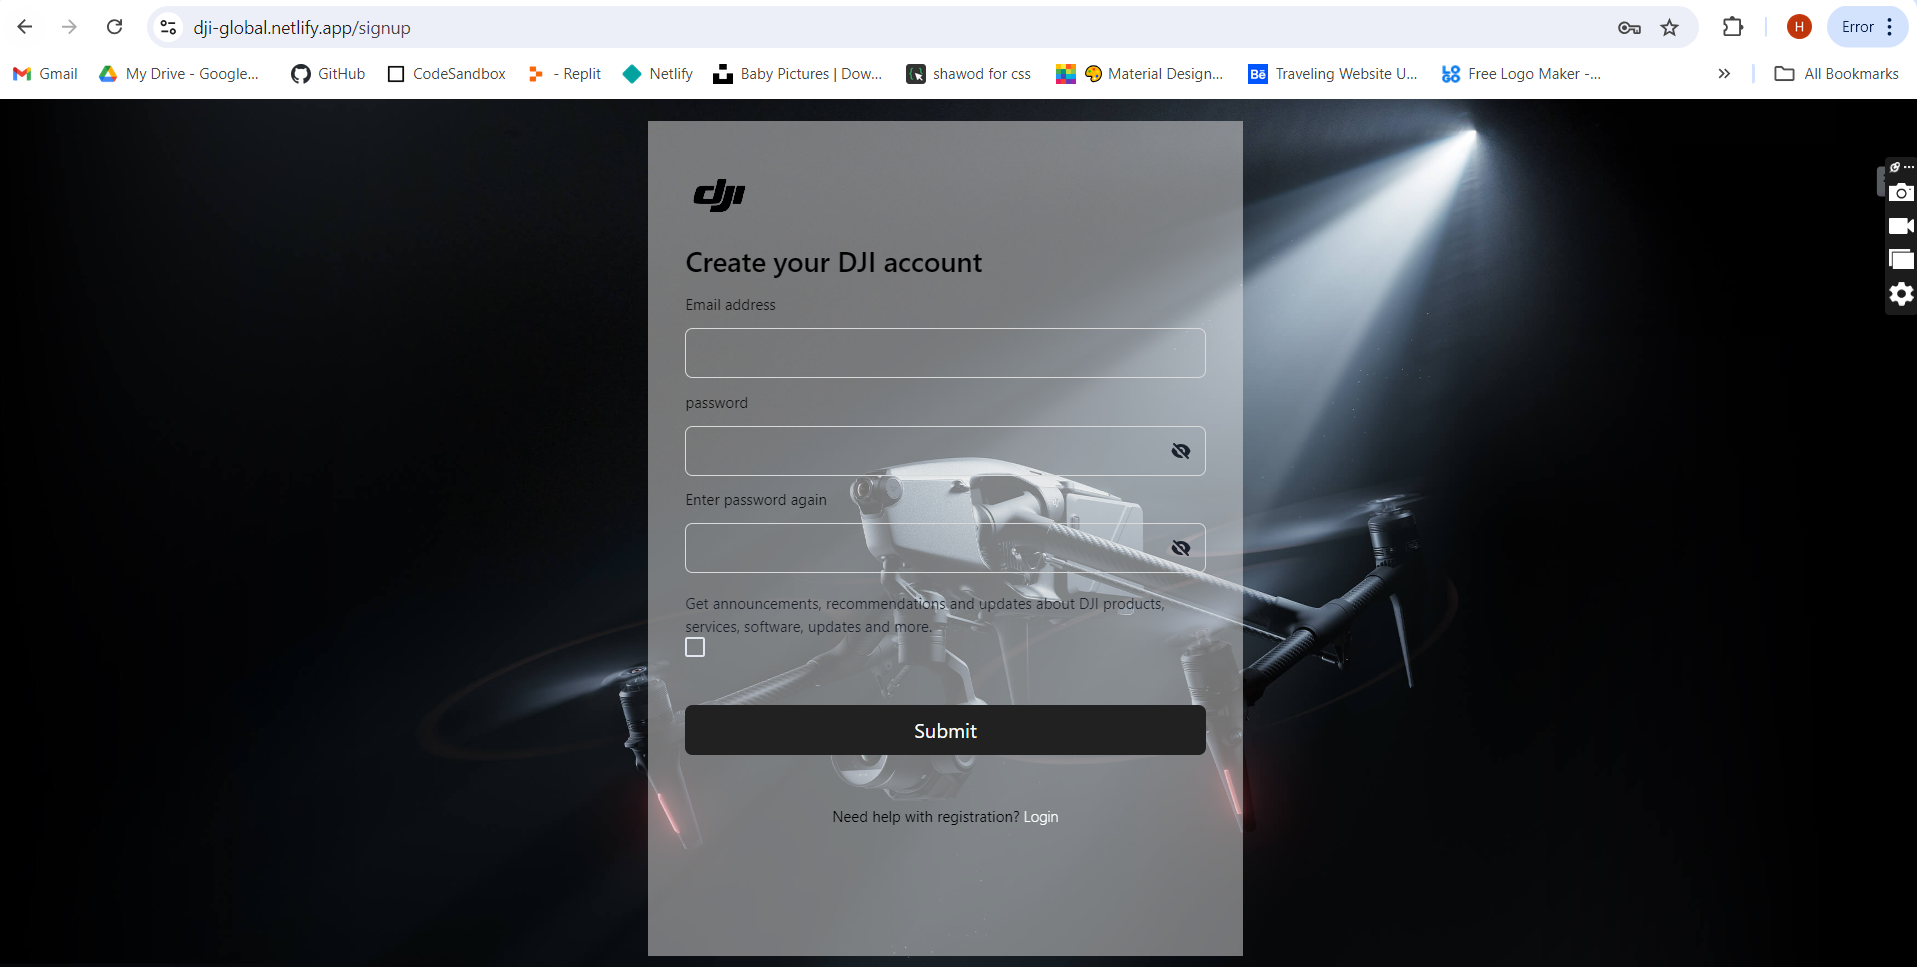 dji-global.netlify.app/signup
H
Error
Gmail
My Drive - Google...
GitHub
CodeSandbox
- Replit
Netlify
Baby Pictures | Dow...
shawod for css
Material Design...
Bē
Traveling Website U...
Free Logo Maker -...
All Bookmarks
dji
Create your DJI account
Email address
password
Enter password again
Get announcements, recommendations and updates about DJI products,
services, software, updates and more.
Submit
Need help with registration? Login